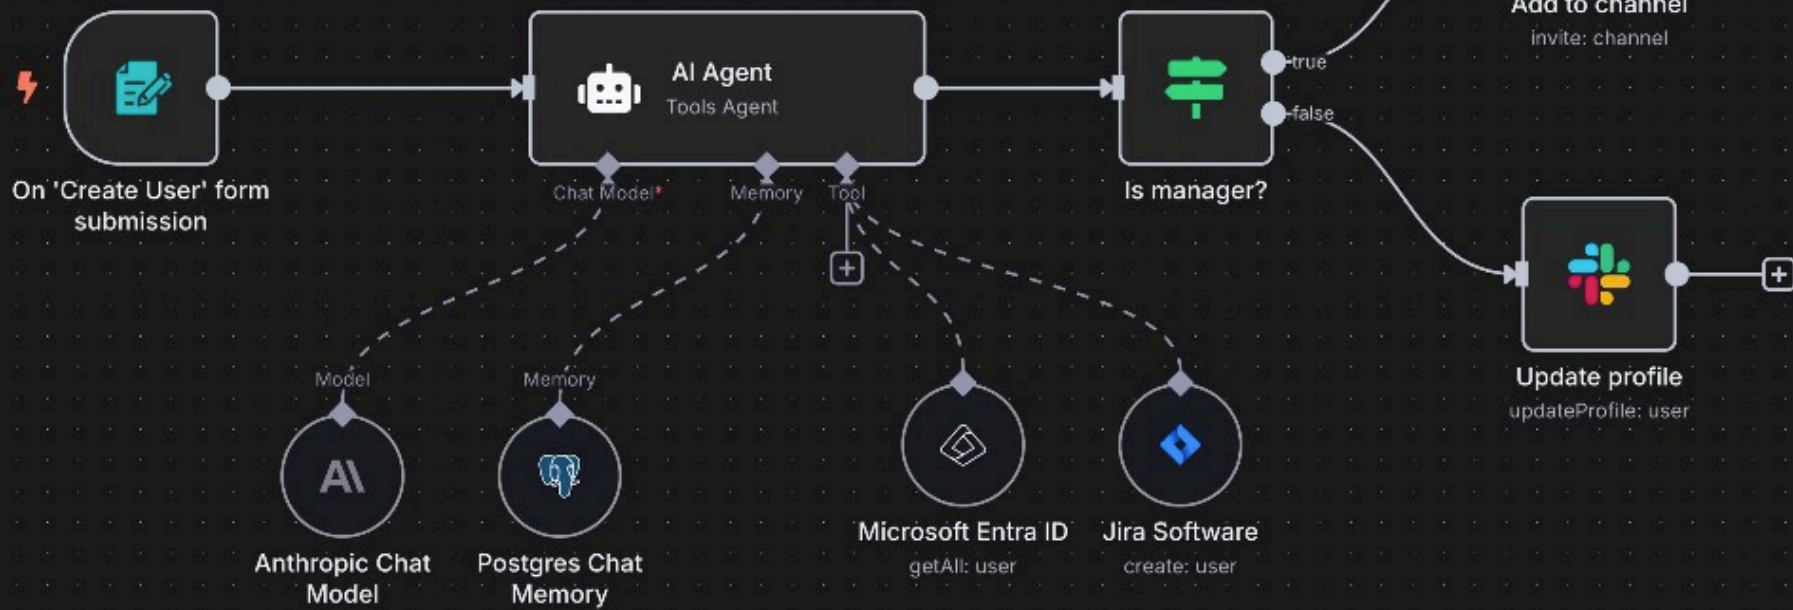 Add to channel
invite: channel
AI Agent
Tools Agent
true
false
On 'Create User' form
submission
Chat Model*
Memory
Tool
Is manager?
Model
Memory
Update profile
updateProfile: user
Anthropic Chat
Model
Postgres Chat
Memory
Microsoft Entra ID
getAll: user
Jira Software
create: user